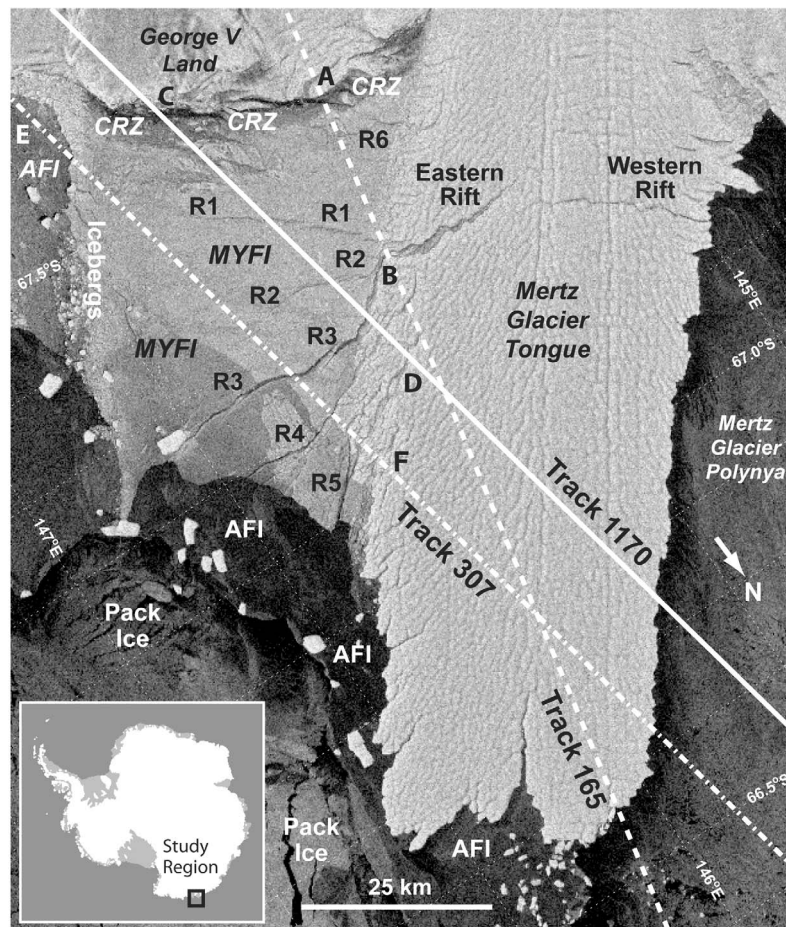 George V
Land
A
C
CRZ
CRZ
CRZ
E
AFI
R6
Eastern
Rift
Western
Rift
R1
R1
Icebergs
MYFI
R2
R2
B
67.5°S
145°E
67.0°S
Mertz
Glacier
Tongue
MYFI
R3
R3
D
R4
F
R5
Mertz
Glacier
Polynya
Track 1170
Track 307
N
147°E
AFI
Pack
Ice
AFI
Track 165
66.5°S
Pack
Ice
AFI
146°E
25 km
Study
Region